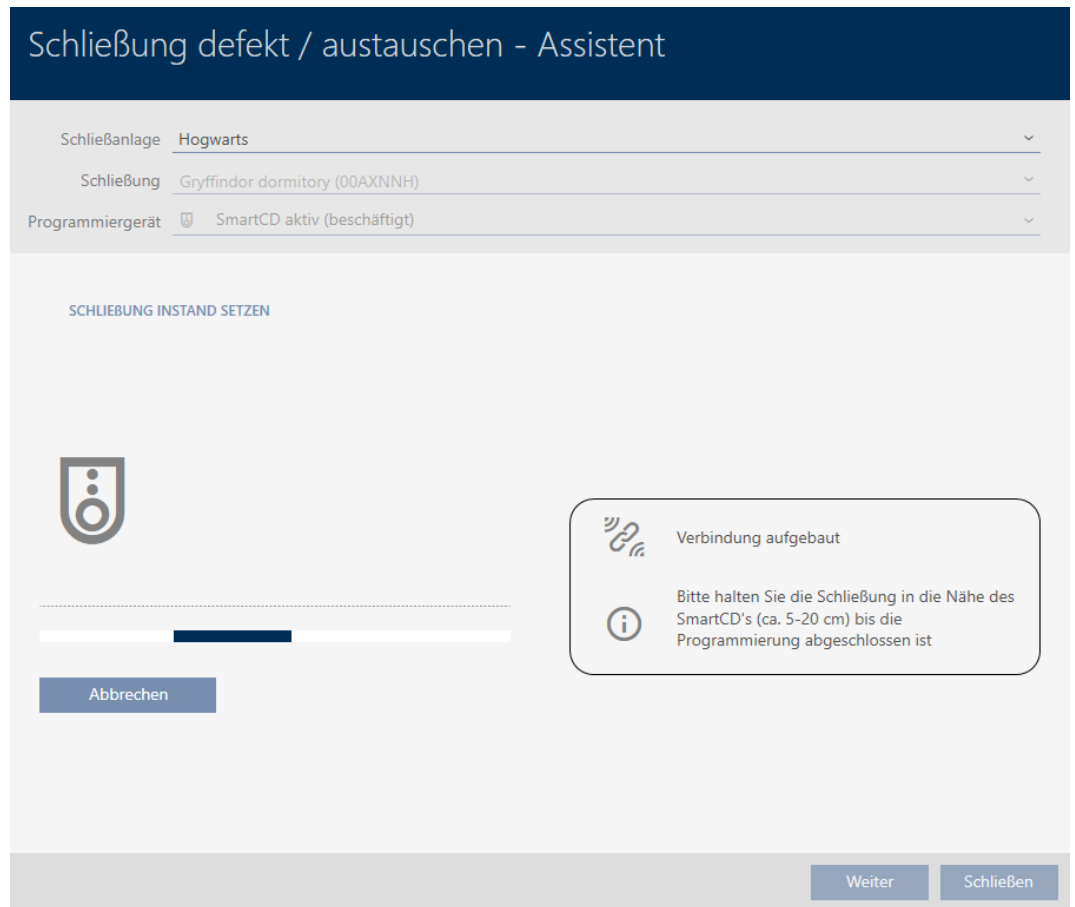 Schließung defekt / austauschen - Assistent
Schließanlage Hogwarts
Schließung Gryffindor dormitory (00AXNNH)
Programmiergerät SmartCD aktiv (beschäftigt)
SCHLIEßUNG INSTAND SETZEN
Verbindung aufgebaut
Bitte halten Sie die Schließung in die Nähe des
SmartCD's (ca. 5-20 cm) bis die
Programmierung abgeschlossen ist
Abbrechen
Weiter Schließen